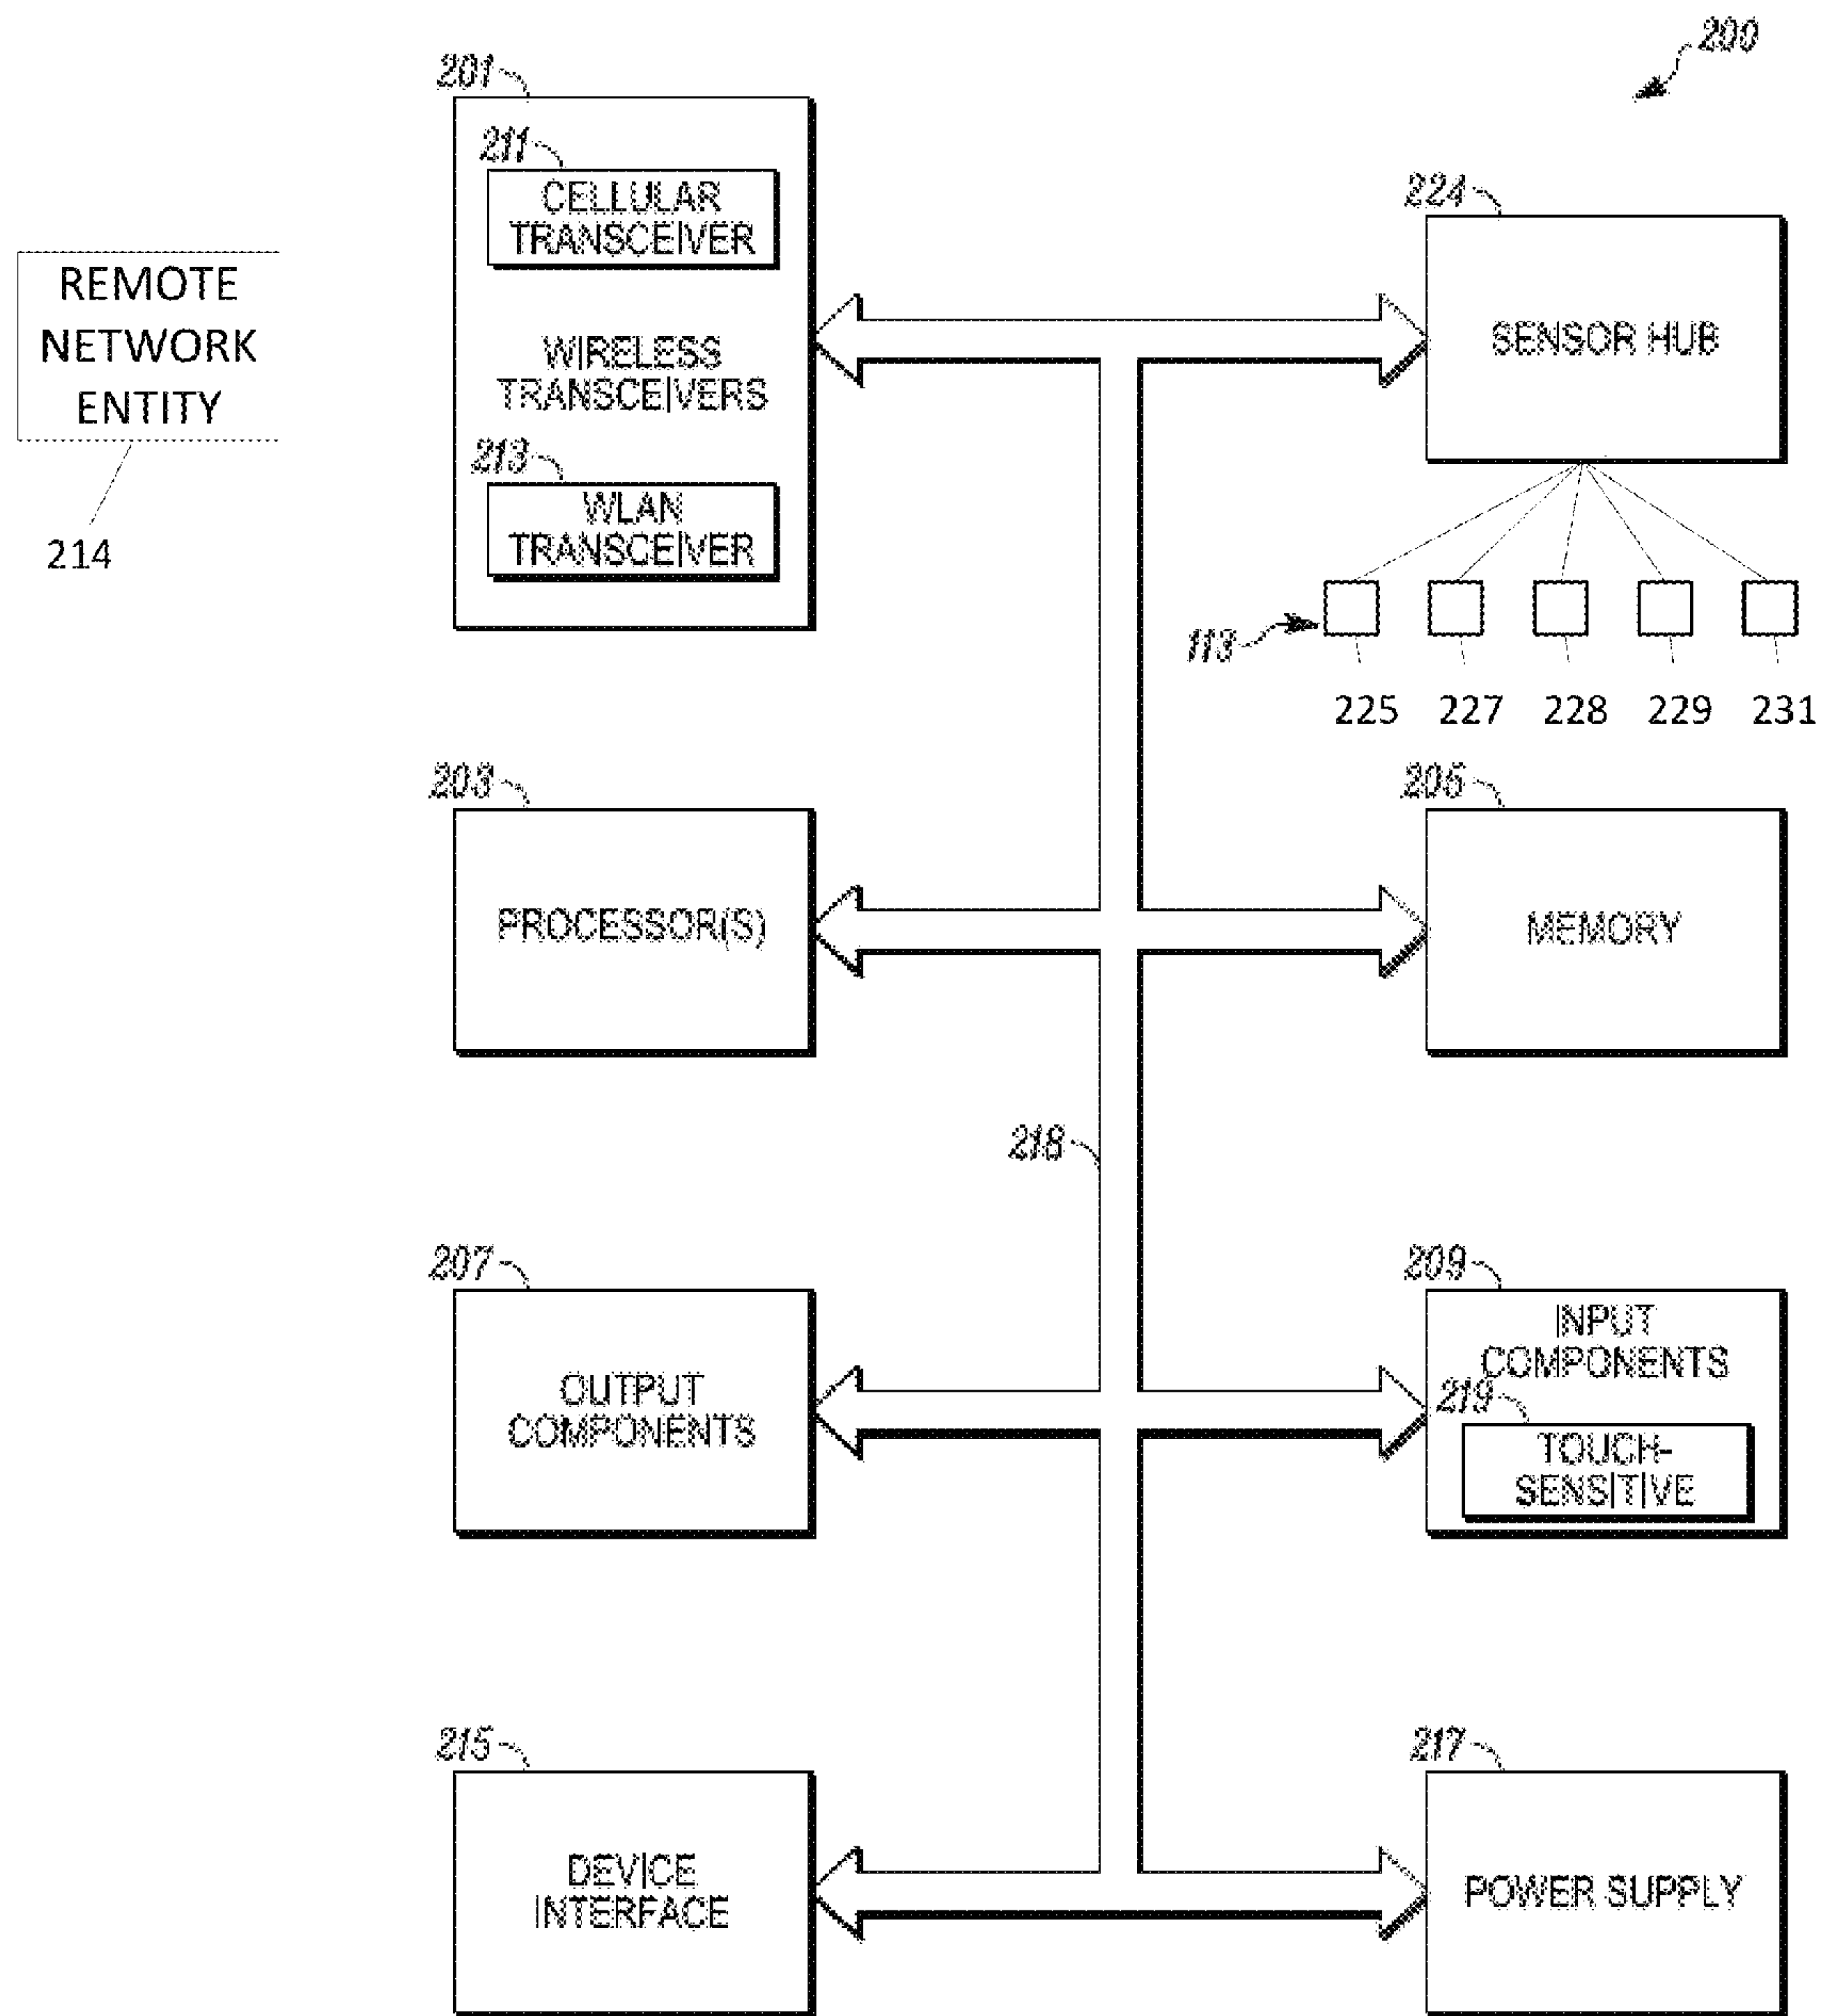 200
201
211
CELLULAR
TRANSCEIVER
WIRELESS
TRANSCEIVERS
213
WLAN
TRANSCEIVER
REMOTE
NETWORK
ENTITY
214
224
SENSOR HUB
113
225 227 228 229 231
203
PROCESSOR(S)
205
MEMORY
218
207
OUTPUT
COMPONENTS
209
INPUT
COMPONENTS
219
TOUCH-
SENSITIVE
215
DEVICE
INTERFACE
217
POWER SUPPLY